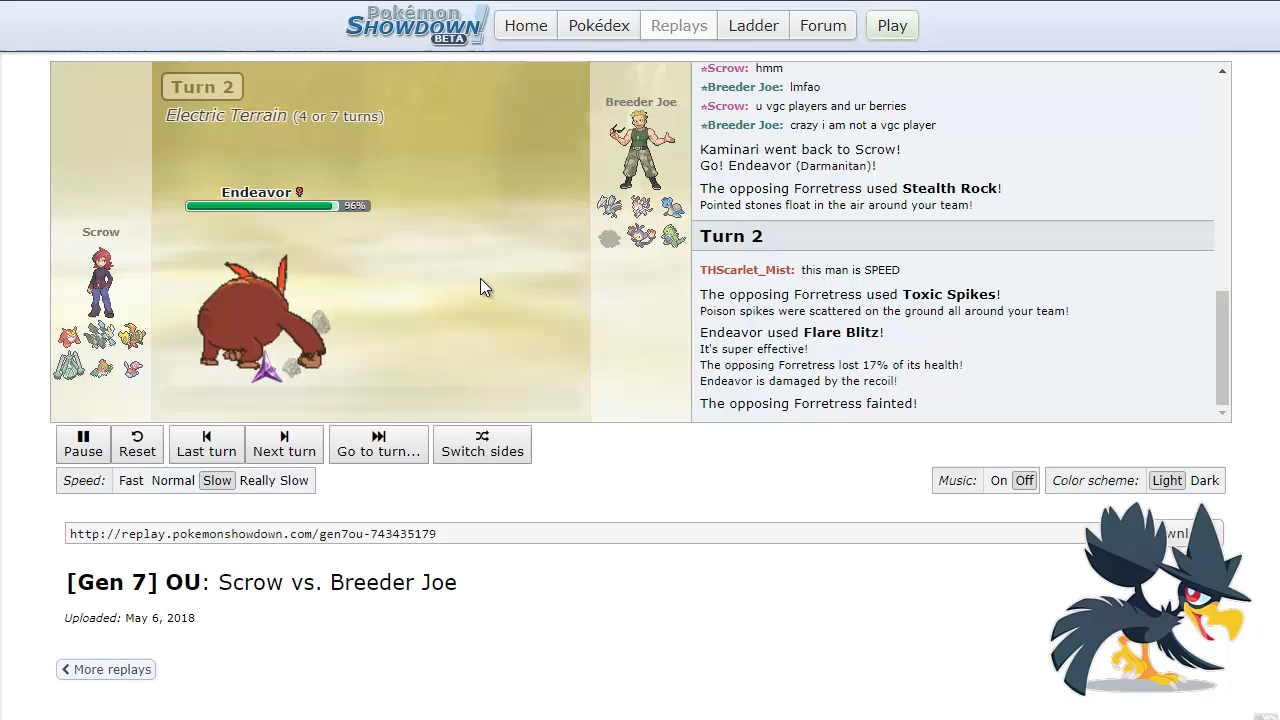 Pokémon
SHOWDOWN!
BETA
Home
Pokédex
Replays
Ladder
Forum
Play
Turn 2
Electric Terrain (4 or 7 turns)
Endeavor
96%
Scrow
Breeder Joe
☆Scrow: hmm
☆Breeder Joe: lmfao
☆Scrow: u vgc players and ur berries
☆Breeder Joe: crazy i am not a vgc player
Kaminari went back to Scrow!
Go! Endeavor (Darmanitan)!
The opposing Forretress used Stealth Rock!
Pointed stones float in the air around your team!
Turn 2
THScarlet_Mist: this man is SPEED
The opposing Forretress used Toxic Spikes!
Poison spikes were scattered on the ground all around your team!
Endeavor used Flare Blitz!
It's super effective!
The opposing Forretress lost 17% of its health!
Endeavor is damaged by the recoil!
The opposing Forretress fainted!
Pause
Reset
Last turn
Next turn
Go to turn...
Switch sides
Speed: Fast Normal Slow Really Slow
Music: On Off
Color scheme: Light Dark
http://replay.pokemonshowdown.com/gen7ou-743435179
[Gen 7] OU: Scrow vs. Breeder Joe
Uploaded: May 6, 2018
More replays